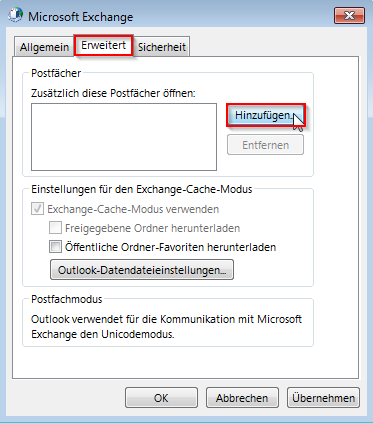 Microsoft Exchange
Allgemein Erweitert Sicherheit
Postfächer
Zusätzlich diese Postfächer öffnen:
Hinzufügen...
Entfernen
Einstellungen für den Exchange-Cache-Modus
Exchange-Cache-Modus verwenden
Freigegebene Ordner herunterladen
Öffentliche Ordner-Favoriten herunterladen
Outlook-Datendateieinstellungen...
Postfachmodus
Outlook verwendet für die Kommunikation mit Microsoft
Exchange den Unicodemodus.
OK Abbrechen Übernehmen